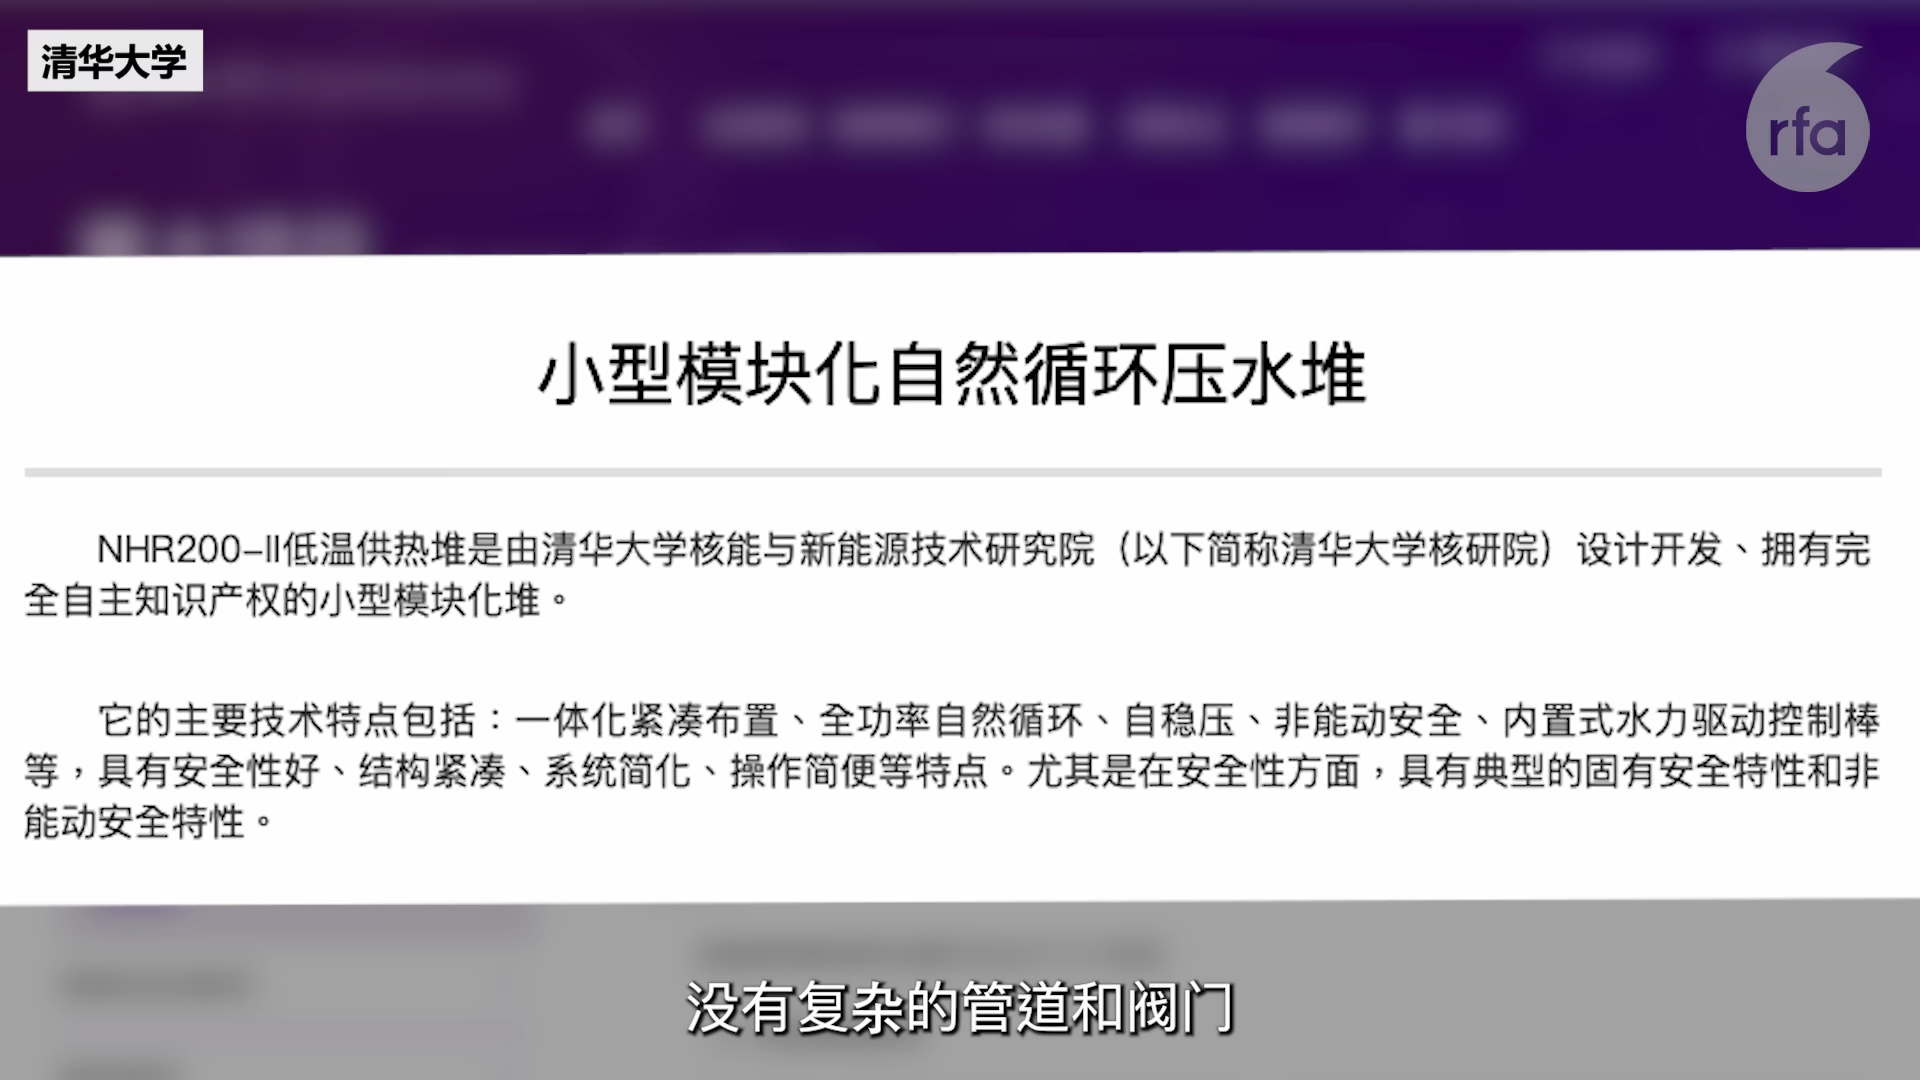 清华大学
rfa
小型模块化自然循环压水堆
NHR200-II低温供热堆是由清华大学核能与新能源技术研究院（以下简称清华大学核研院）设计开发、拥有完
全自主知识产权的小型模块化堆。
它的主要技术特点包括：一体化紧凑布置、全功率自然循环、自稳压、非能动安全、内置式水力驱动控制棒
等，具有安全性好、结构紧凑、系统简化、操作简便等特点。尤其是在安全性方面，具有典型的固有安全特性和非
能动安全特性。
没有复杂的管道和阀门